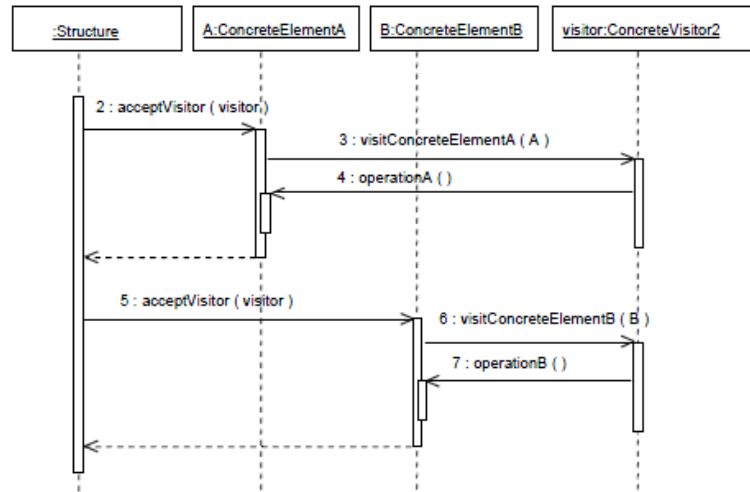 :Structure
A:ConcreteElementA
B:ConcreteElementB
visitor:ConcreteVisitor2
2 : acceptVisitor ( visitor )
3 : visitConcreteElementA ( A )
4 : operationA ( )
5 : acceptVisitor ( visitor )
6 : visitConcreteElementB ( B )
7 : operationB ( )